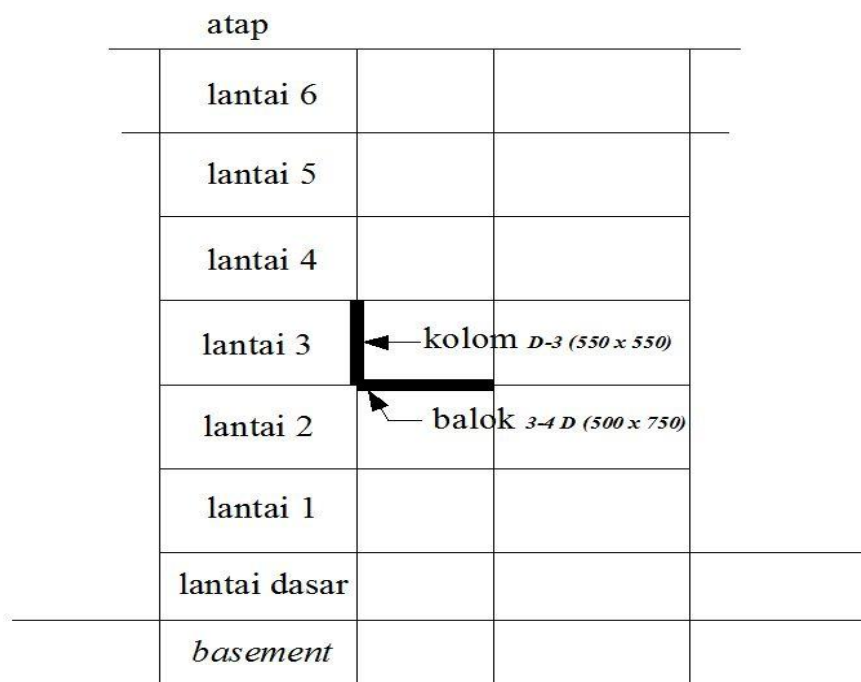 atap
lantai 6
lantai 5
lantai 4
lantai 3
kolom D-3 (550 x 550)
lantai 2
balok 3-4 D (500 x 750)
lantai 1
lantai dasar
basement